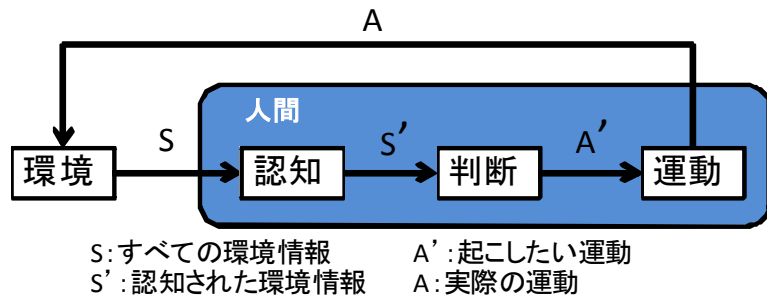 A
人間
S
S’
A’
環境
認知
判断
運動
S:すべての環境情報
A’:起こしたい運動
S’:認知された環境情報
A:実際の運動